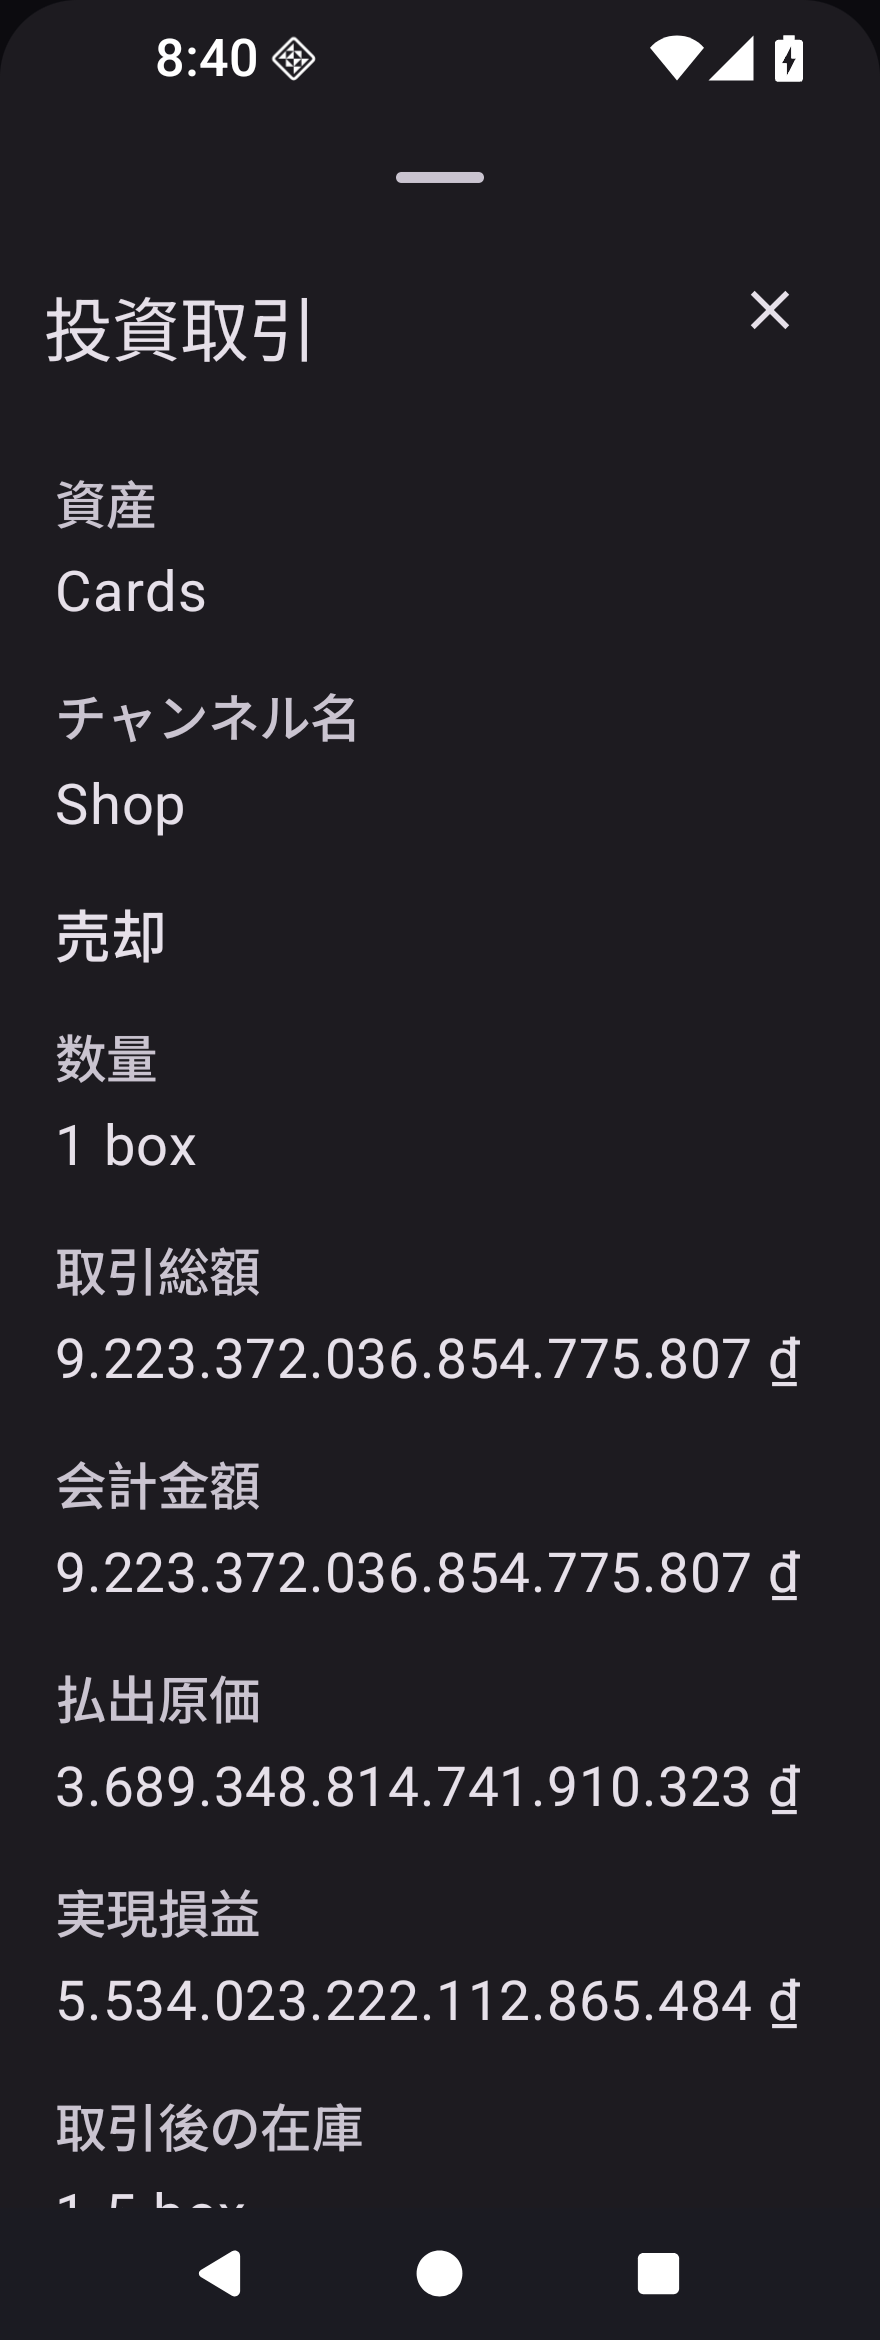 8:40
投資取引
資産
Cards
チャンネル名
Shop
売却
数量
1 box
取引総額
9.223.372.036.854.775.807 ₫
会計金額
9.223.372.036.854.775.807 ₫
払出原価
3.689.348.814.741.910.323 ₫
実現損益
5.534.023.222.112.865.484 ₫
取引後の在庫